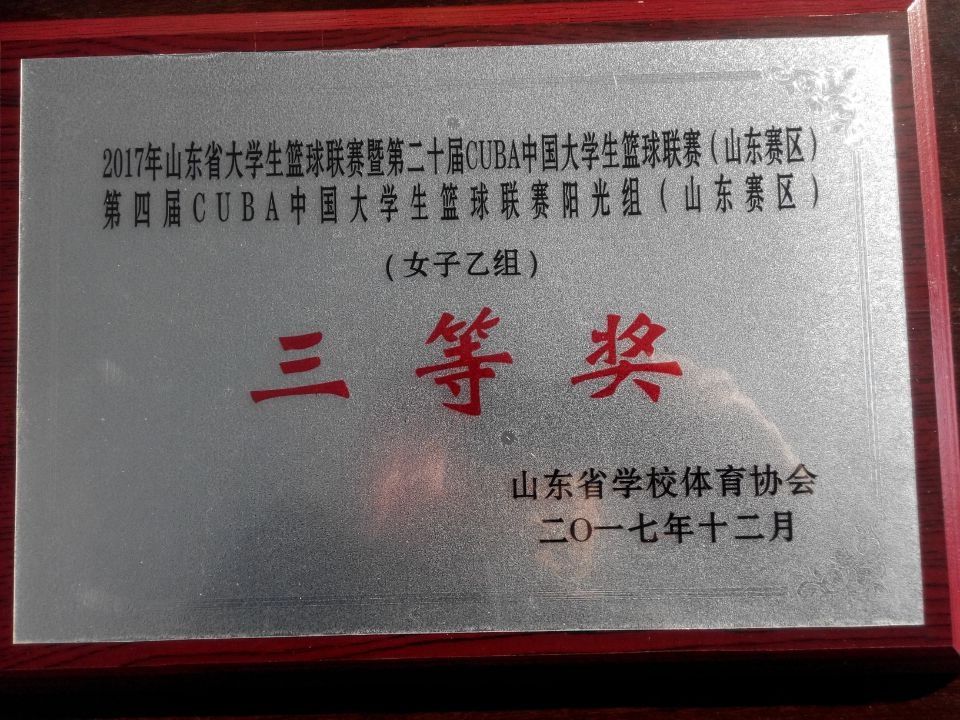 2017年山东省大学生篮球联赛暨第二十届CUBA中国大学生篮球联赛(山东赛区)
第四届CUBA中国大学生篮球联赛阳光组(山东赛区)
(女子乙组)
三等奖
山东省学校体育协会
二〇一七年十二月